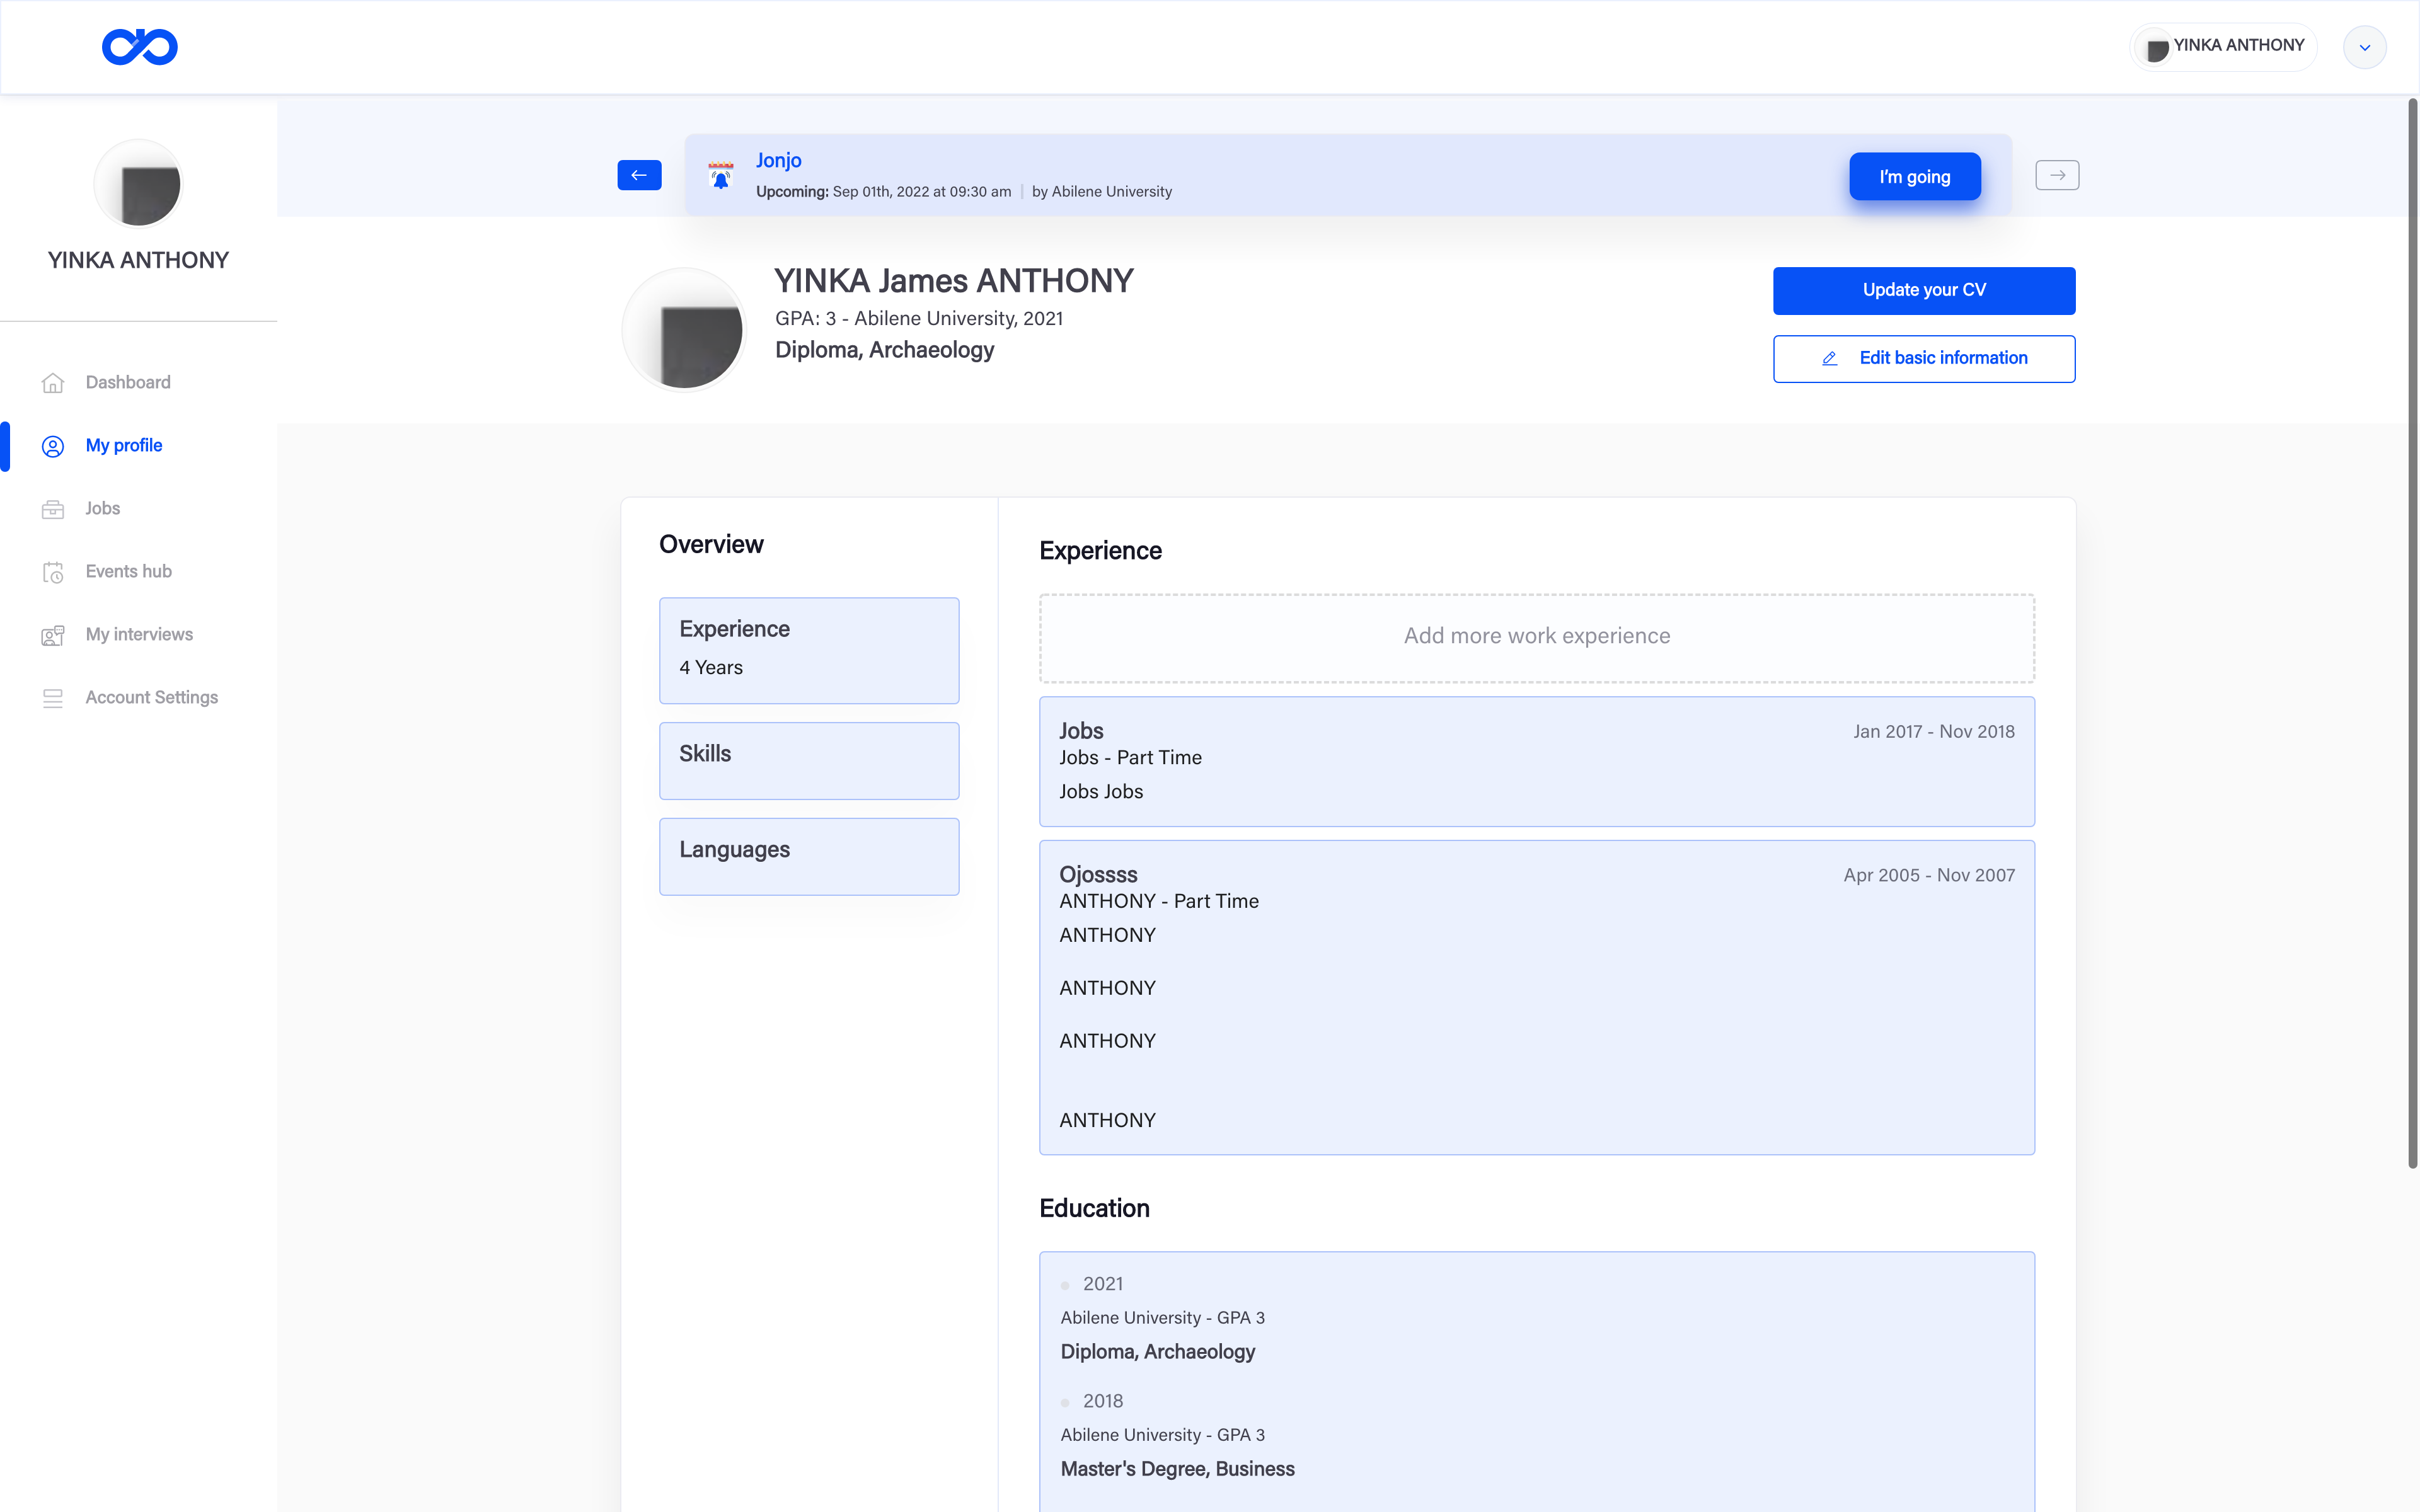 YINKA ANTHONY
YINKA ANTHONY
Dashboard
My profile
Jobs
Events hub
My interviews
Account Settings
Jonjo
Upcoming: Sep 01th, 2022 at 09:30 am | by Abilene University
I'm going
YINKA James ANTHONY
GPA: 3 - Abilene University, 2021
Diploma, Archaeology
Update your CV
Edit basic information
Overview
Experience
4 Years
Skills
Languages
Experience
Add more work experience
Jobs
Jan 2017 - Nov 2018
Jobs - Part Time
Jobs Jobs
Ojossss
Apr 2005 - Nov 2007
ANTHONY - Part Time
ANTHONY
ANTHONY
ANTHONY
ANTHONY
Education
2021
Abilene University - GPA 3
Diploma, Archaeology
2018
Abilene University - GPA 3
Master's Degree, Business